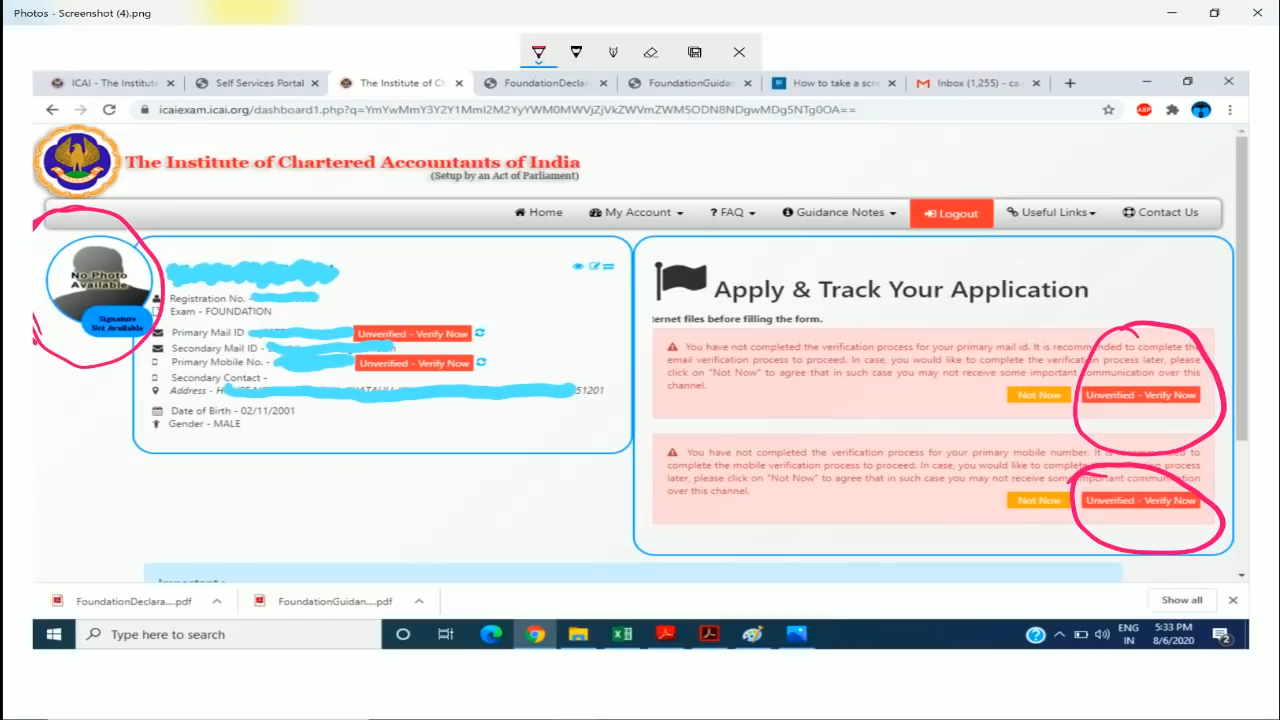 Photos - Screenshot (4).png
ICAI - The Institute
Self Services Portal
The Institute of Ch
FoundationDeclar
FoundationGuidan
How to take a scre
Inbox (1,255) - ca
icaiexam.icai.org/dashboard1.php?q=YmYwMmY3Y2Y1MmI2M2YyYWM0MWVjZjVkZWVmZWM5ODN8NDgwMDg5NTg0OA==
ABP
The Institute of Chartered Accountants of India
(Setup by an Act of Parliament)
Home
My Account
? FAQ
Guidance Notes
Logout
Useful Links
Contact Us
No Photo
Available
Signature
Not Available
Registration No. -
Exam - FOUNDATION
Primary Mail ID
Unverified - Verify Now
Secondary Mail ID -
Primary Mobile No. -
Unverified - Verify Now
Secondary Contact -
Address - 51201
Date of Birth - 02/11/2001
Gender - MALE
Apply & Track Your Application
ernet files before filling the form.
You have not completed the verification process for your primary mail id. It is recommended to complete the
email verification process to proceed. In case, you would like to complete the verification process later, please
click on "Not Now" to agree that in such case you may not receive some important communication over this
channel.
Not Now
Unverified - Verify Now
You have not completed the verification process for your primary mobile number. It is recommended to
complete the mobile verification process to proceed. In case, you would like to complete the verification process
later, please click on "Not Now" to agree that in such case you may not receive some important communication
over this channel.
Not Now
Unverified - Verify Now
FoundationDeclara....pdf
FoundationGuidan....pdf
Show all
Type here to search
ENG
IN
5:33 PM
8/6/2020
2